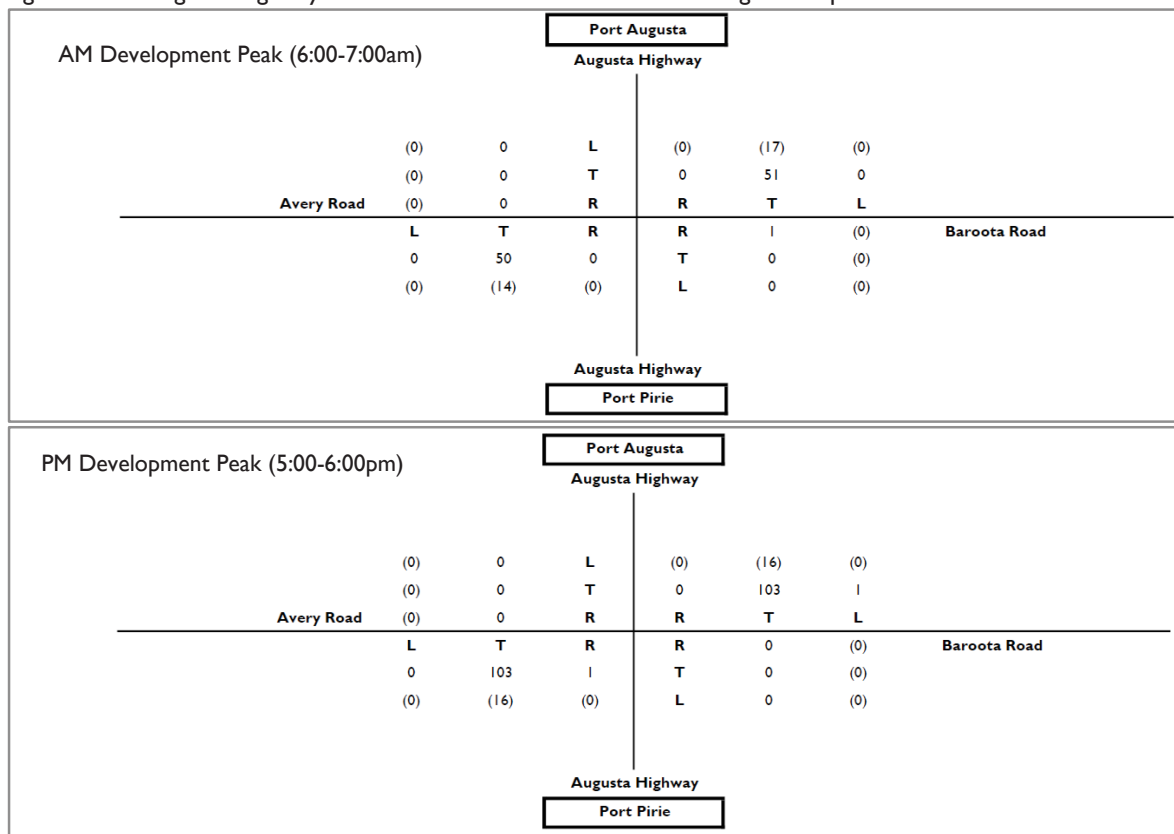 Port Augusta
AM Development Peak (6:00-7:00am)
Augusta Highway
(0) 0 L (0) (17) (0)
(0) 0 T 0 51 0
Avery Road (0) 0 R R T L
L T R R 1 (0) Baroota Road
0 50 0 T 0 (0)
(0) (14) (0) L 0 (0)
Augusta Highway
Port Pirie
Port Augusta
PM Development Peak (5:00-6:00pm)
Augusta Highway
(0) 0 L (0) (16) (0)
(0) 0 T 0 103 1
Avery Road (0) 0 R R T L
L T R R 0 (0) Baroota Road
0 103 1 T 0 (0)
(0) (16) (0) L 0 (0)
Augusta Highway
Port Pirie